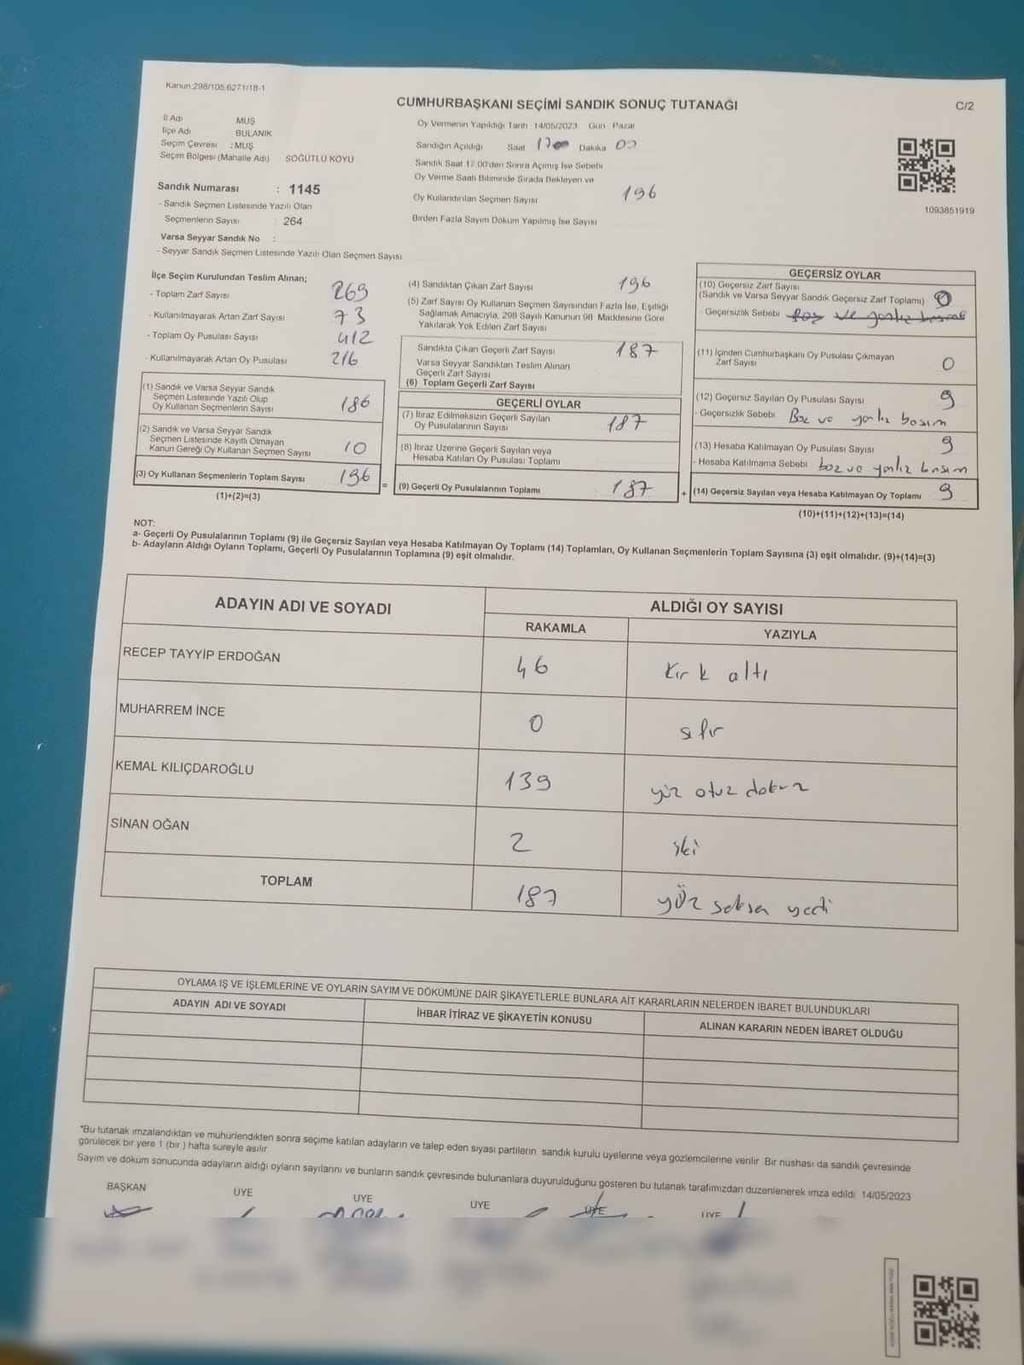 Kanun:298/105,6271/18-1
CUMHURBAŞKANI SEÇİMİ SANDIK SONUÇ TUTANAĞI
C/2
İl Adı MUŞ
İlçe Adı BULANIK
Seçim Çevresi : MUŞ
Seçim Bölgesi (Mahalle Adı) SÖĞÜTLÜ KÖYÜ
Sandık Numarası : 1145
- Sandık Seçmen Listesinde Yazılı Olan
Seçmenlerin Sayısı : 264
Varsa Seyyar Sandık No :
- Seyyar Sandık Seçmen Listesinde Yazılı Olan Seçmen Sayısı
Oy Vermenin Yapıldığı Tarih 14/05/2023 Gün Pazar
Sandığın Açıldığı Saat 1700 Dakika 00
Sandık Saat 17.00'den Sonra Açılmış İse Sebebi
Oy Verme Saati Bitiminde Sırada Bekleyen ve
Oy Kullandırılan Seçmen Sayısı 196
Birden Fazla Sayım Döküm Yapılmış İse Sayısı
1093851919
İlçe Seçim Kurulundan Teslim Alınan;
- Toplam Zarf Sayısı 269
- Kullanılmayarak Artan Zarf Sayısı 73
- Toplam Oy Pusulası Sayısı 412
- Kullanılmayarak Artan Oy Pusulası 216
(1) Sandık ve Varsa Seyyar Sandık
Seçmen Listesinde Yazılı Olup
Oy Kullanan Seçmenlerin Sayısı 186
(2) Sandık ve Varsa Seyyar Sandık
Seçmen Listesinde Kayıtlı Olmayan
Kanun Gereği Oy Kullanan Seçmen Sayısı 10
(3) Oy Kullanan Seçmenlerin Toplam Sayısı 196
(1)+(2)=(3)
=
(4) Sandıktan Çıkan Zarf Sayısı 196
(5) Zarf Sayısı Oy Kullanan Seçmen Sayısından Fazla İse, Eşitliği
Sağlamak Amacıyla, 298 Sayılı Kanunun 98. Maddesine Göre
Yakılarak Yok Edilen Zarf Sayısı
Sandıkta Çıkan Geçerli Zarf Sayısı 187
Varsa Seyyar Sandıktan Teslim Alınan
Geçerli Zarf Sayısı
(6) Toplam Geçerli Zarf Sayısı
GEÇERLİ OYLAR
(7) İtiraz Edilmeksizin Geçerli Sayılan
Oy Pusulalarının Sayısı 187
(8) İtiraz Üzerine Geçerli Sayılan veya
Hesaba Katılan Oy Pusulası Toplamı
(9) Geçerli Oy Pusulalarının Toplamı 187
+
GEÇERSİZ OYLAR
(10) Geçersiz Zarf Sayısı
(Sandık ve Varsa Seyyar Sandık Geçersiz Zarf Toplamı) 0
- Geçersizlik Sebebi boş ve yanlız basım
(11) İçinden Cumhurbaşkanı Oy Pusulası Çıkmayan
Zarf Sayısı 0
(12) Geçersiz Sayılan Oy Pusulası Sayısı 9
- Geçersizlik Sebebi Boz ve yanlız basım
(13) Hesaba Katılmayan Oy Pusulası Sayısı 9
- Hesaba Katılmama Sebebi boz ve yanlız basım
(14) Geçersiz Sayılan veya Hesaba Katılmayan Oy Toplamı 9
(10)+(11)+(12)+(13)=(14)
NOT:
a- Geçerli Oy Pusulalarının Toplamı (9) ile Geçersiz Sayılan veya Hesaba Katılmayan Oy Toplamı (14) Toplamları, Oy Kullanan Seçmenlerin Toplam Sayısına (3) eşit olmalıdır. (9)+(14)=(3)
b- Adayların Aldığı Oyların Toplamı, Geçerli Oy Pusulalarının Toplamına (9) eşit olmalıdır.
ADAYIN ADI VE SOYADI ALDIĞI OY SAYISI
RAKAMLA YAZIYLA
RECEP TAYYİP ERDOĞAN 46 kırk altı
MUHARREM İNCE 0 sıfır
KEMAL KILIÇDAROĞLU 139 yüz otuz dokuz
SİNAN OĞAN 2 iki
TOPLAM 187 yüz seksen yedi
OYLAMA İŞ VE İŞLEMLERİNE VE OYLARIN SAYIM VE DÖKÜMÜNE DAİR ŞİKAYETLERLE BUNLARA AİT KARARLARIN NELERDEN İBARET BULUNDUKLARI
ADAYIN ADI VE SOYADI İHBAR İTİRAZ VE ŞİKAYETİN KONUSU ALINAN KARARIN NEDEN İBARET OLDUĞU
*Bu tutanak imzalandıktan ve mühürlendikten sonra seçime katılan adayların ve talep eden siyasi partilerin sandık kurulu üyelerine veya gözlemcilerine verilir. Bir nüshası da sandık çevresinde
görülecek bir yere 1 (bir) hafta süreyle asılır
Sayım ve döküm sonucunda adayların aldığı oyların sayılarını ve bunların sandık çevresinde bulunanlara duyurulduğunu gösteren bu tutanak tarafımızdan düzenlenerek imza edildi. 14/05/2023
BAŞKAN ÜYE ÜYE ÜYE ÜYE ÜYE